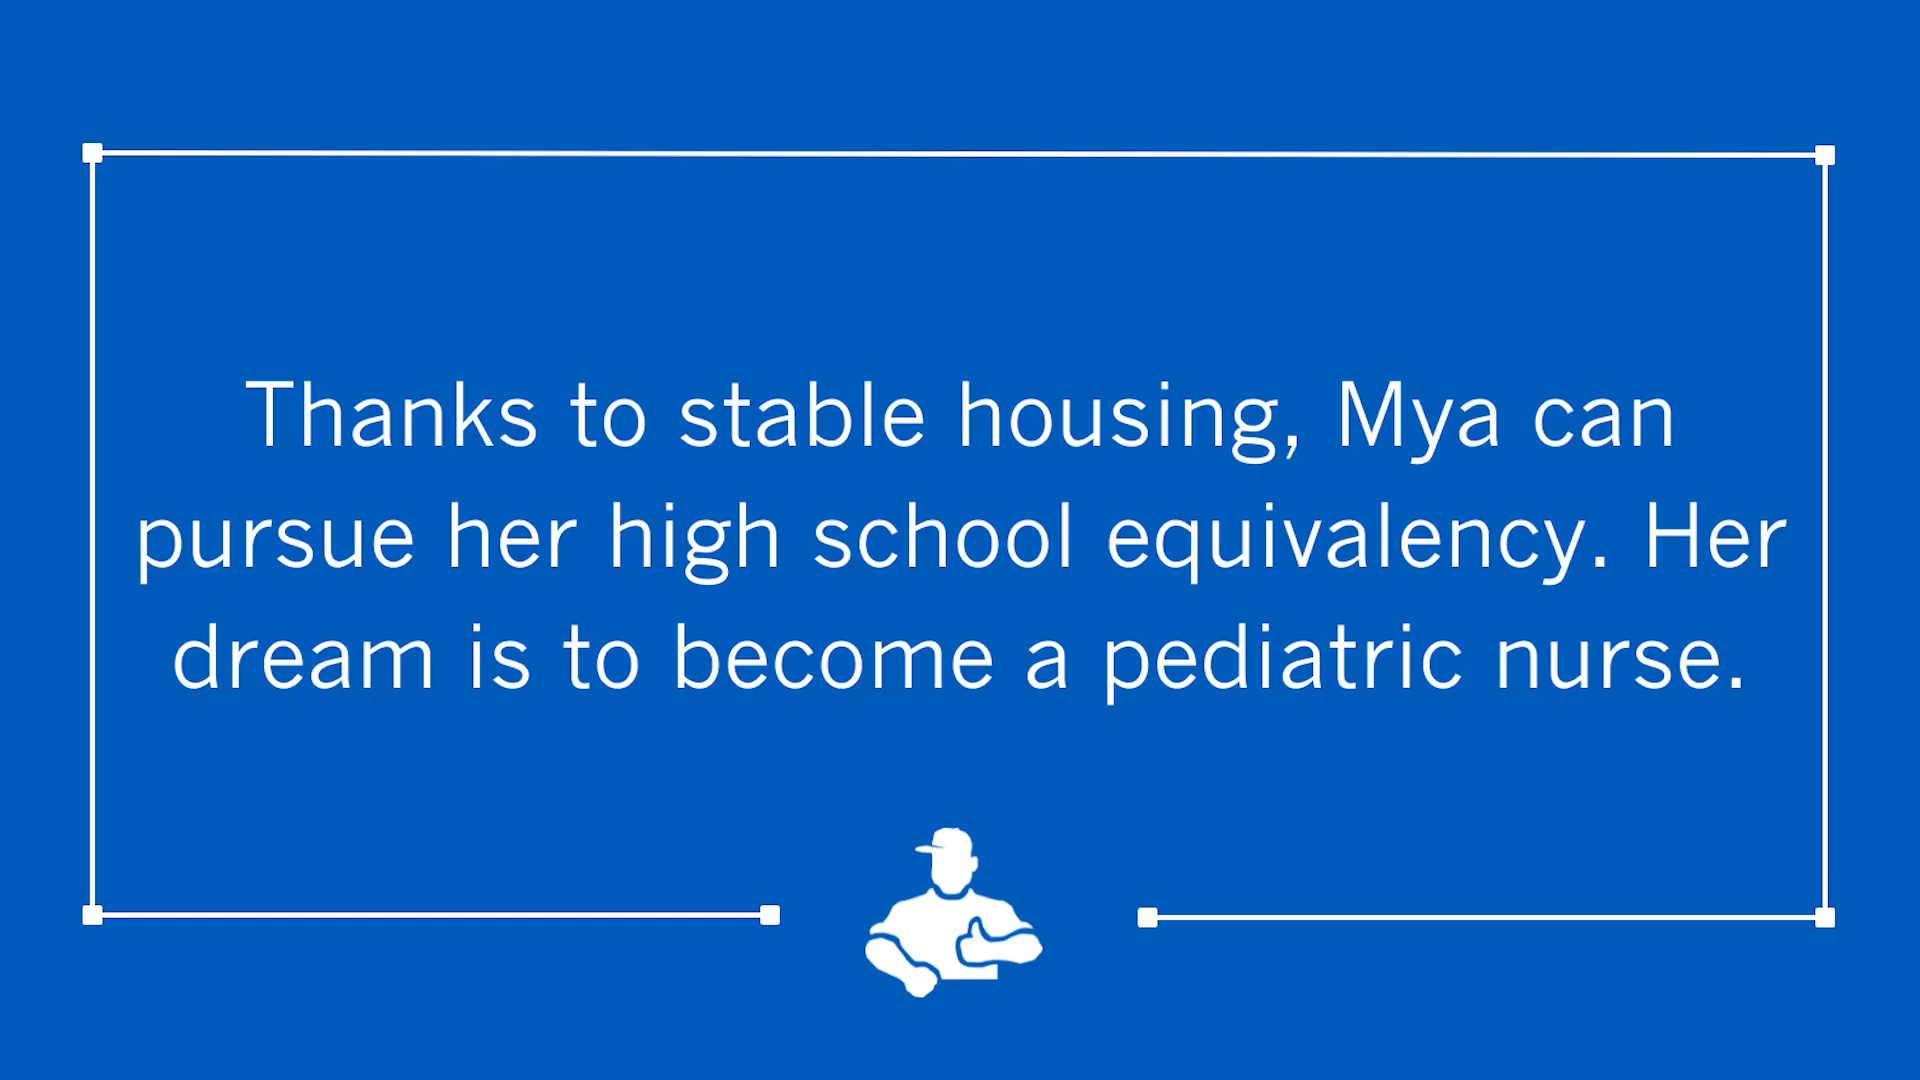 Thanks to stable housing, Mya can
pursue her high school equivalency. Her
dream is to become a pediatric nurse.